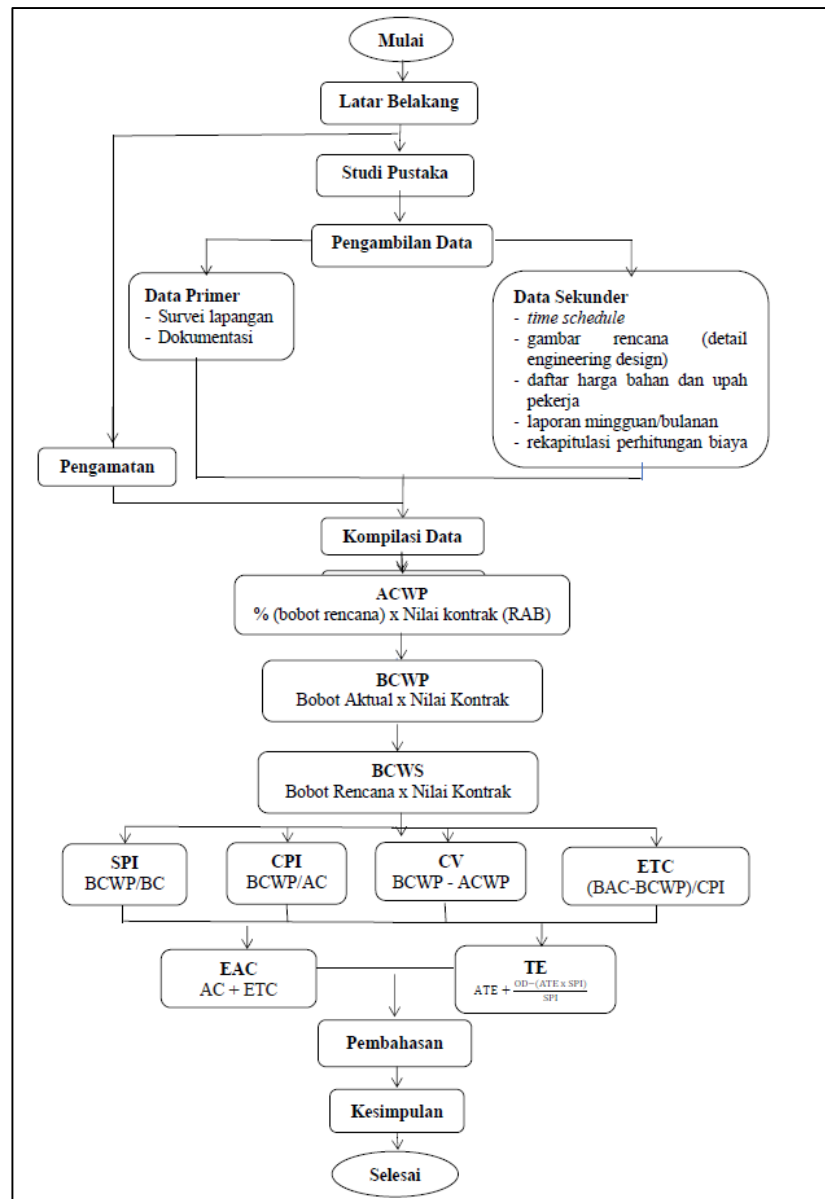 Mulai
Latar Belakang
Studi Pustaka
Pengambilan Data
Data Primer
- Survei lapangan
- Dokumentasi
Data Sekunder
- time schedule
- gambar rencana (detail
engineering design)
- daftar harga bahan dan upah
pekerja
- laporan mingguan/bulanan
- rekapitulasi perhitungan biaya
Pengamatan
Kompilasi Data
ACWP
% (bobot rencana) x Nilai kontrak (RAB)
BCWP
Bobot Aktual x Nilai Kontrak
BCWS
Bobot Rencana x Nilai Kontrak
SPI
BCWP/BC
CPI
BCWP/AC
CV
BCWP - ACWP
ETC
(BAC-BCWP)/CPI
EAC
AC + ETC
TE
ATE + OD−(ATE x SPI)
SPI
Pembahasan
Kesimpulan
Selesai